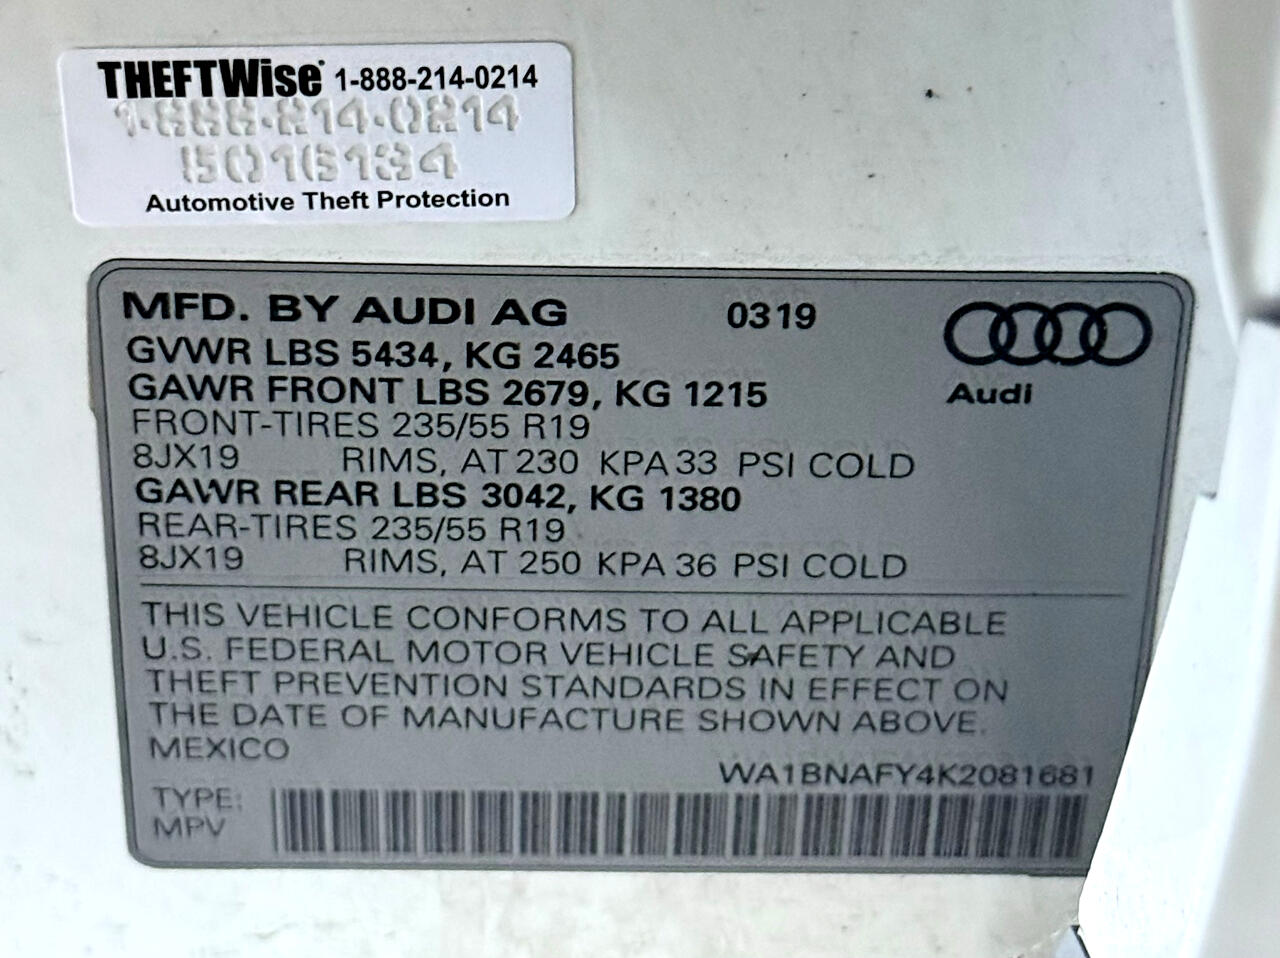 THEFTWise 1-888-214-0214
1-888-214-0214
15016134
Automotive Theft Protection
MFD. BY AUDI AG 0319
GVWR LBS 5434, KG 2465
GAWR FRONT LBS 2679, KG 1215
FRONT-TIRES 235/55 R19
8JX19 RIMS, AT 230 KPA 33 PSI COLD
GAWR REAR LBS 3042, KG 1380
REAR-TIRES 235/55 R19
8JX19 RIMS, AT 250 KPA 36 PSI COLD
Audi
THIS VEHICLE CONFORMS TO ALL APPLICABLE
U.S. FEDERAL MOTOR VEHICLE SAFETY AND
THEFT PREVENTION STANDARDS IN EFFECT ON
THE DATE OF MANUFACTURE SHOWN ABOVE.
MEXICO
WA1BNAFY4K2081681
TYPE:
MPV